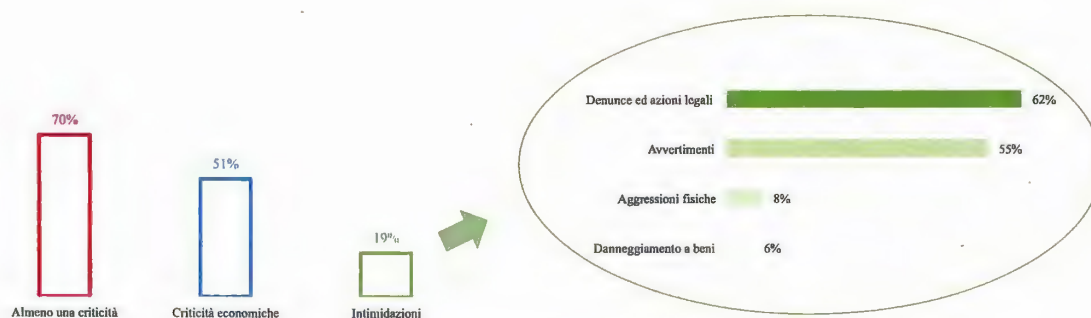 70%
Almeno una criticità
51%
Criticità economiche
19%
Intimidazioni
Denunce ed azioni legali 62%
Avvertimenti 55%
Aggressioni fisiche 8%
Danneggiamento a beni 6%